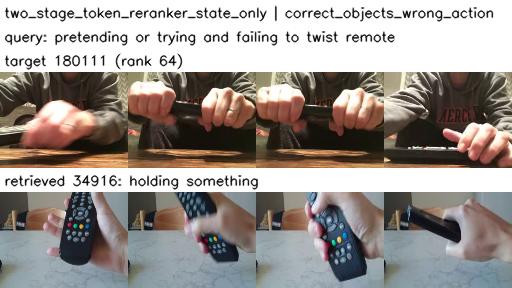 two_stage_token_reranker_state_only | correct_objects_wrong_action
query: pretending or trying and failing to twist remote
target 180111 (rank 64)
MERCE
retrieved 34916: holding something